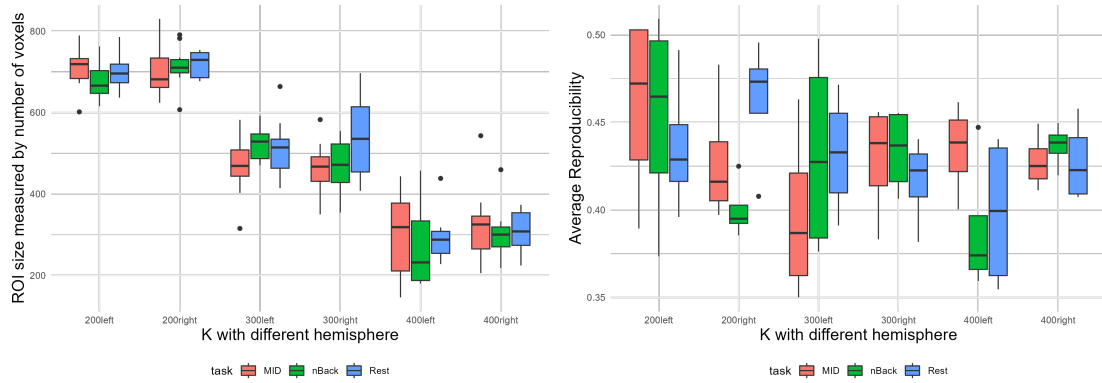 ROI size measured by number of voxels
800
600
400
200
200left
200right
300left
300right
400left
400right
K with different hemisphere
task MID nBack Rest
Average Reproducibility
0.50
0.45
0.40
0.35
200left
200right
300left
300right
400left
400right
K with different hemisphere
task MID nBack Rest